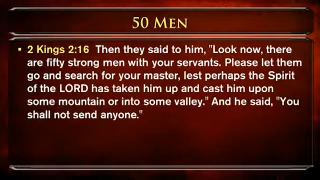 50 Men
• 2 Kings 2:16 Then they said to him, "Look now, there
are fifty strong men with your servants. Please let them
go and search for your master, lest perhaps the Spirit
of the LORD has taken him up and cast him upon
some mountain or into some valley." And he said, "You
shall not send anyone."